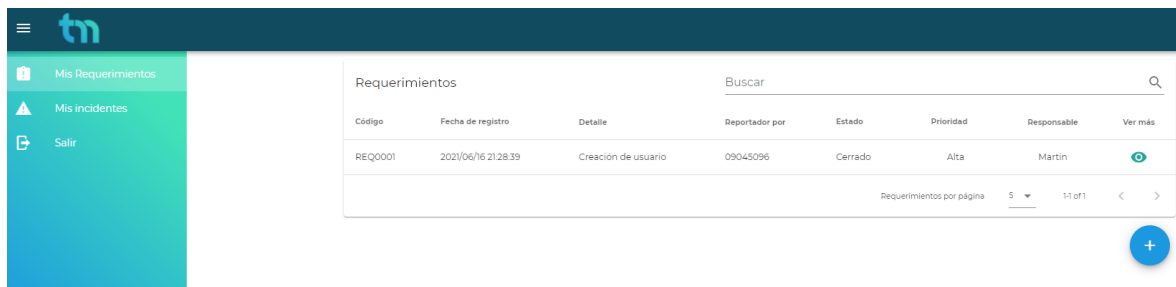 tm
Mis Requerimientos
Mis incidentes
Salir
Requerimientos
Buscar
Código Fecha de registro Detalle Reportador por Estado Prioridad Responsable Ver más
REQ0001 2021/06/16 21:28:39 Creación de usuario 09045096 Cerrado Alta Martin
Requerimientos por página 5 1-1 of 1